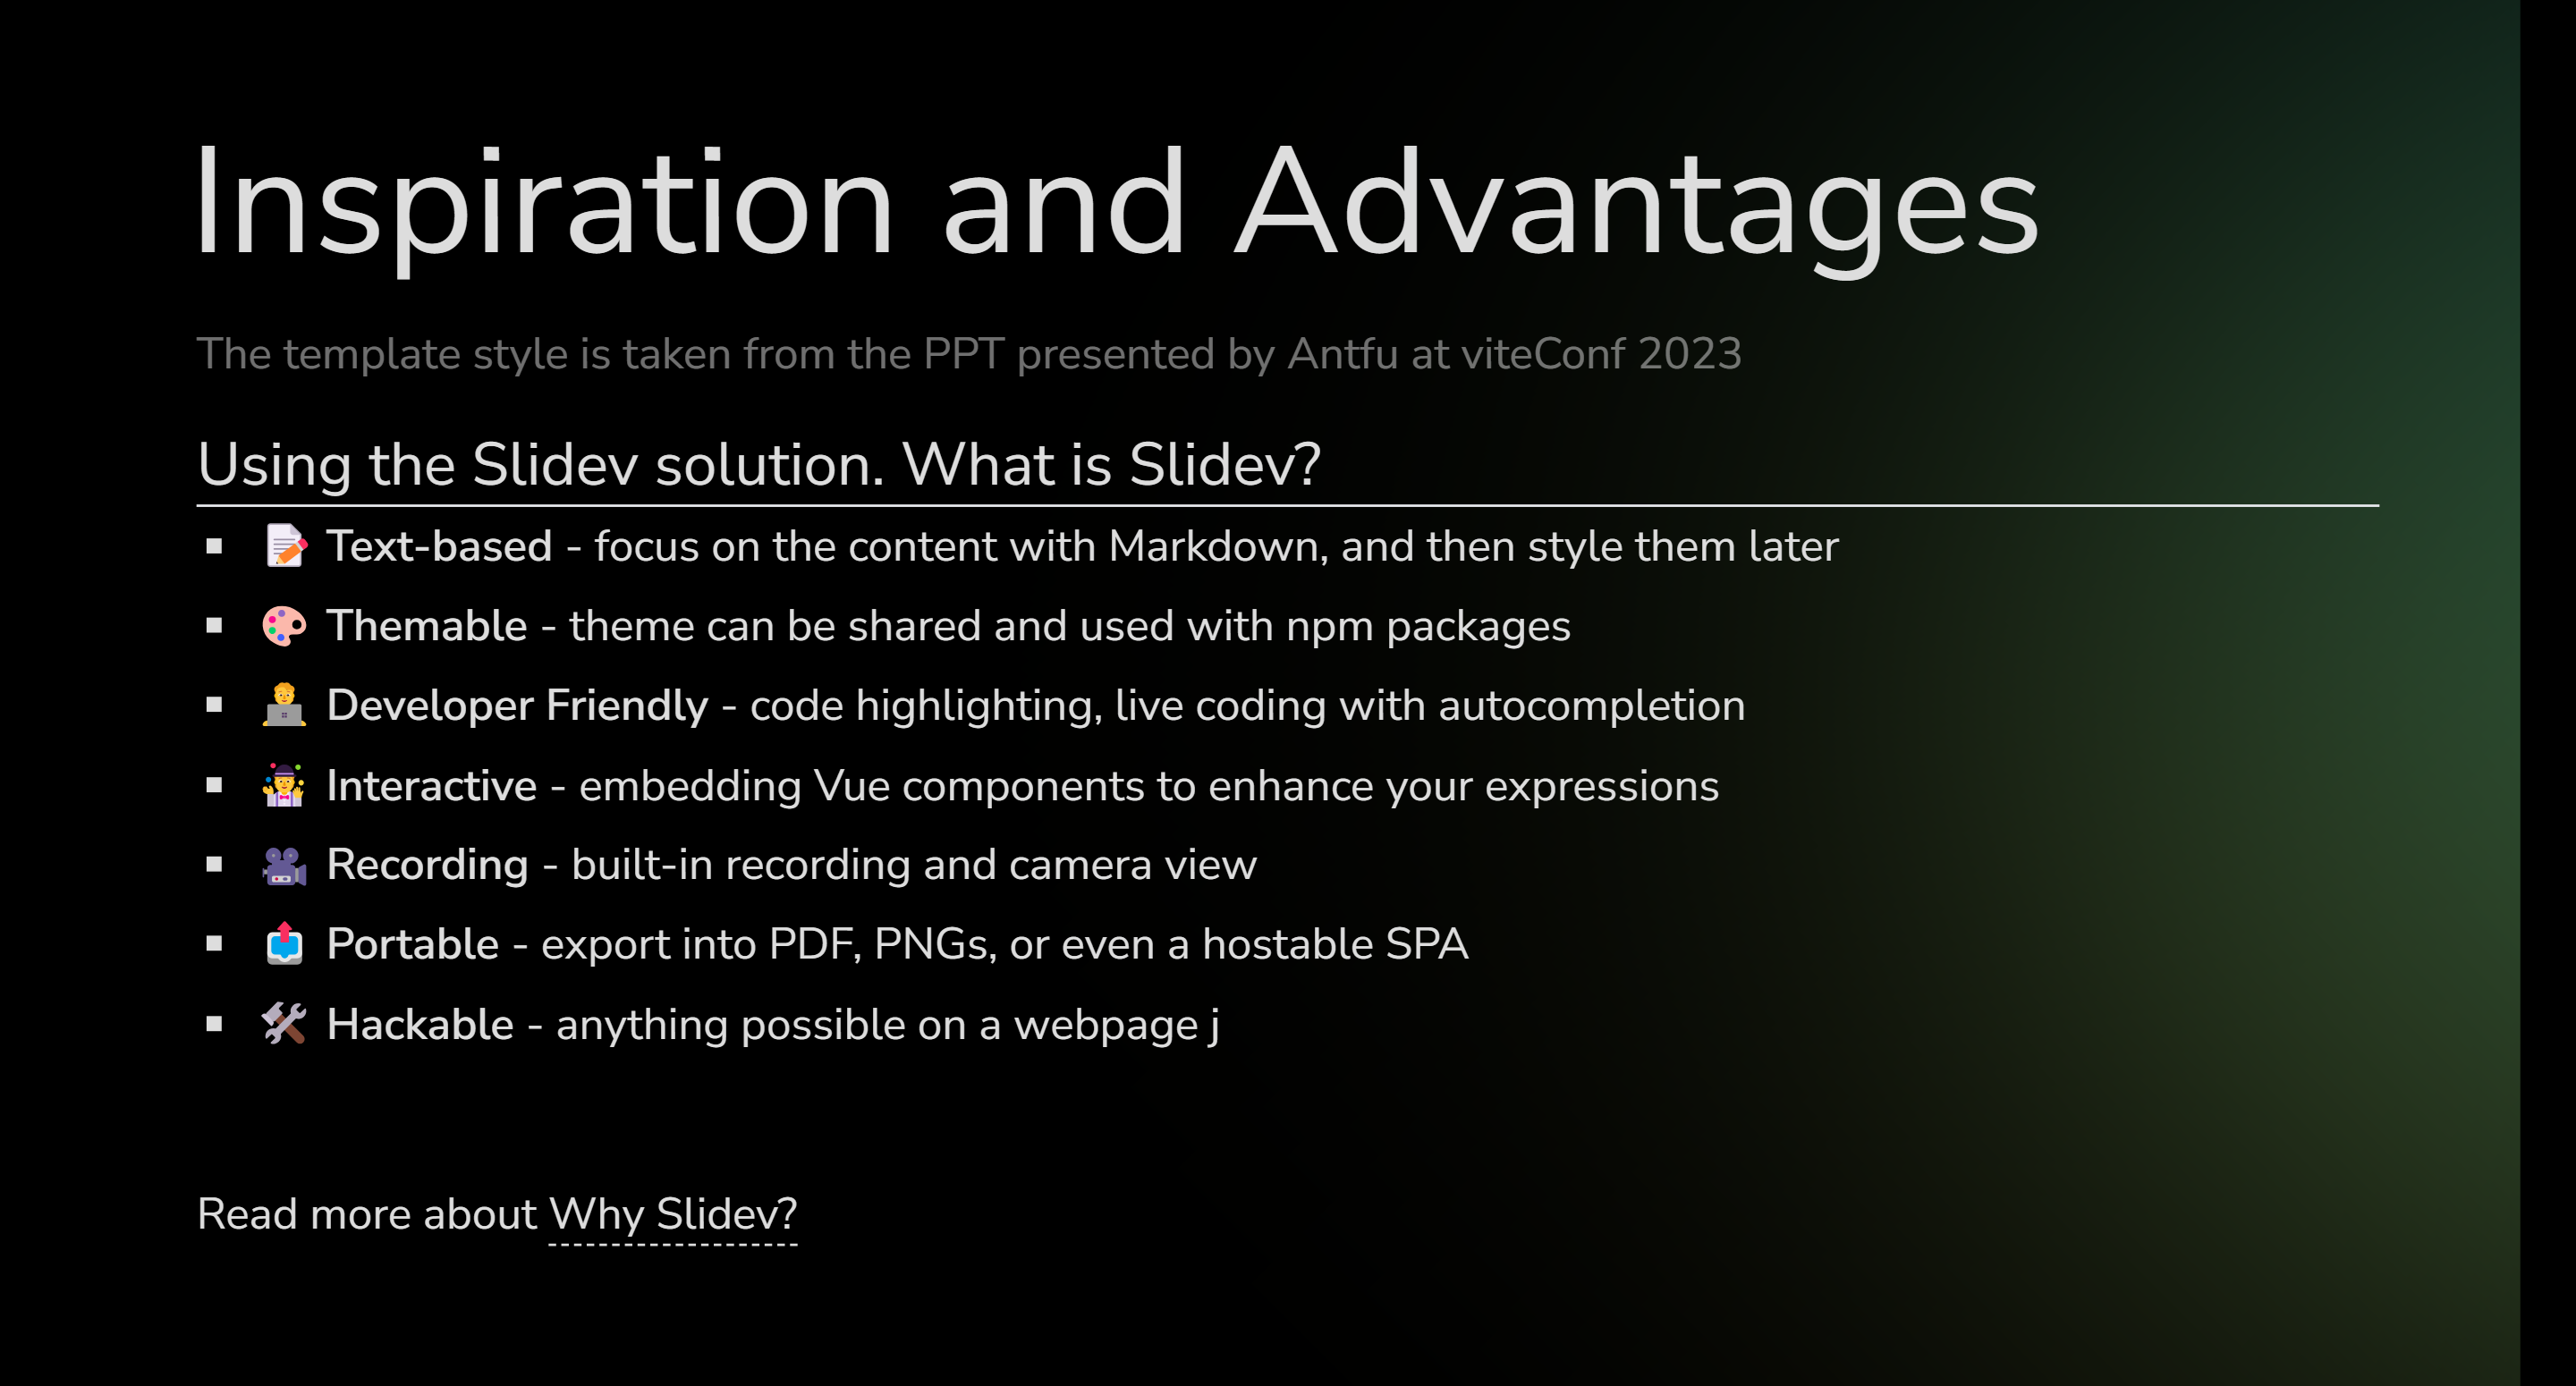 Inspiration and Advantages
The template style is taken from the PPT presented by Antfu at viteConf 2023
Using the Slidev solution. What is Slidev?
▪ 📝 Text-based - focus on the content with Markdown, and then style them later
▪ 🎨 Themable - theme can be shared and used with npm packages
▪ 🧑‍💻 Developer Friendly - code highlighting, live coding with autocompletion
▪ 🤹 Interactive - embedding Vue components to enhance your expressions
▪ 🎥 Recording - built-in recording and camera view
▪ 📤 Portable - export into PDF, PNGs, or even a hostable SPA
▪ 🛠 Hackable - anything possible on a webpage j
Read more about Why Slidev?